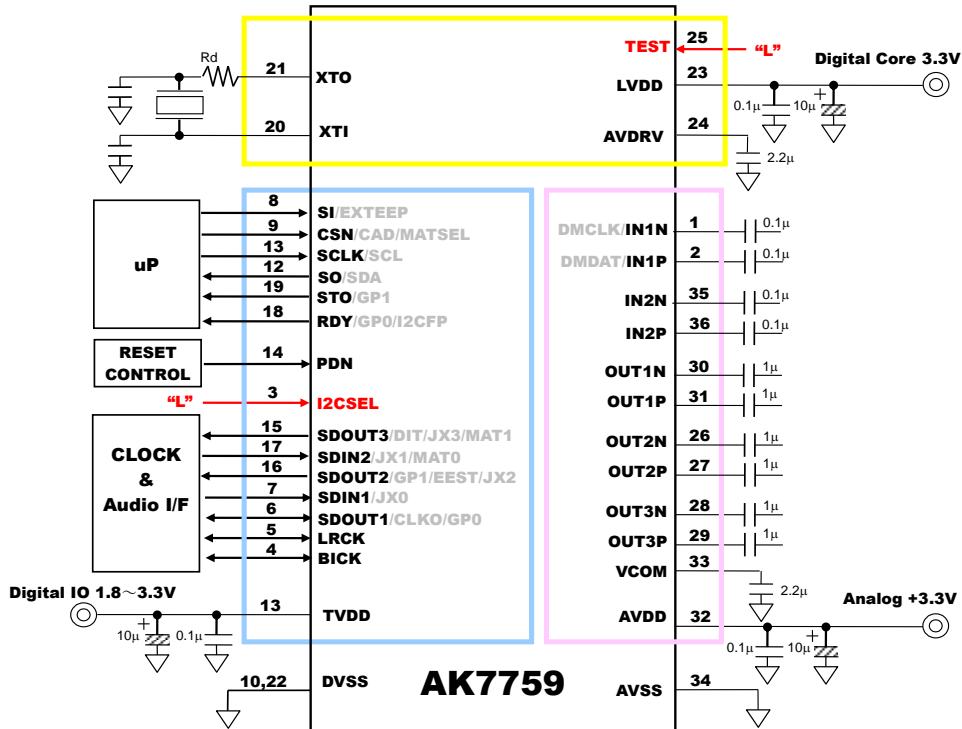 25
TEST
"L"
Digital Core 3.3V
Rd
21
XTO
23
LVDD
0.1μ
10μ
+
20
XTI
24
AVDRV
2.2μ
uP
8
SI/EXTEEP
9
CSN/CAD/MATSEL
13
SCLK/SCL
12
SO/SDA
19
STO/GP1
18
RDY/GP0/I2CFP
RESET
CONTROL
14
PDN
"L"
3
I2CSEL
CLOCK
&
Audio I/F
15
SDOUT3/DIT/JX3/MAT1
17
SDIN2/JX1/MAT0
16
SDOUT2/GP1/EEST/JX2
7
SDIN1/JX0
6
SDOUT1/CLKO/GP0
5
LRCK
4
BICK
Digital IO 1.8～3.3V
13
TVDD
+
10μ
0.1μ
10,22
DVSS
DMCLK/IN1N
1
0.1μ
DMDAT/IN1P
2
0.1μ
IN2N
35
0.1μ
IN2P
36
0.1μ
OUT1N
30
1μ
OUT1P
31
1μ
OUT2N
26
1μ
OUT2P
27
1μ
OUT3N
28
1μ
OUT3P
29
1μ
VCOM
33
2.2μ
AVDD
32
Analog +3.3V
0.1μ
10μ
+
AVSS
34
AK7759